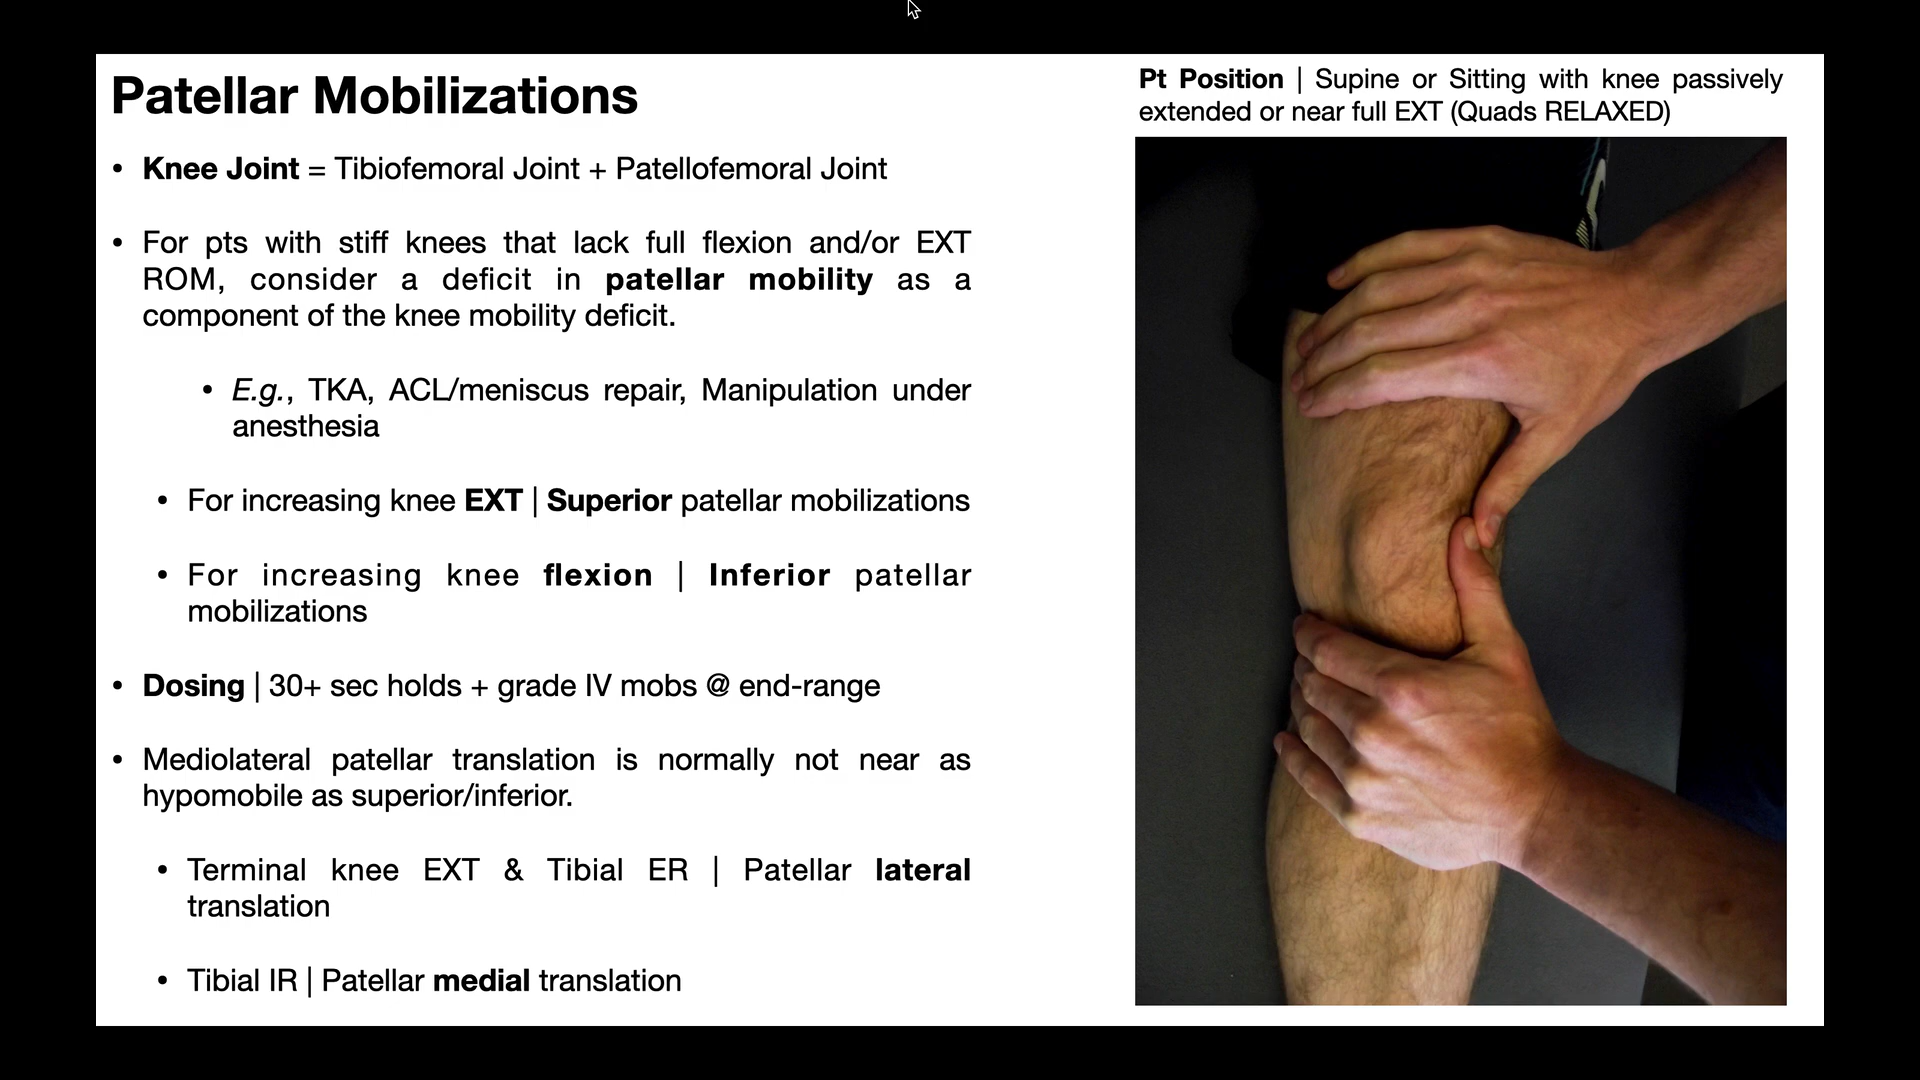 Patellar Mobilizations
• Knee Joint = Tibiofemoral Joint + Patellofemoral Joint
• For pts with stiff knees that lack full flexion and/or EXT
ROM, consider a deficit in patellar mobility as a
component of the knee mobility deficit.
• E.g., TKA, ACL/meniscus repair, Manipulation under
anesthesia
• For increasing knee EXT | Superior patellar mobilizations
• For increasing knee flexion | Inferior patellar
mobilizations
• Dosing | 30+ sec holds + grade IV mobs @ end-range
• Mediolateral patellar translation is normally not near as
hypomobile as superior/inferior.
• Terminal knee EXT & Tibial ER | Patellar lateral
translation
• Tibial IR | Patellar medial translation
Pt Position | Supine or Sitting with knee passively
extended or near full EXT (Quads RELAXED)